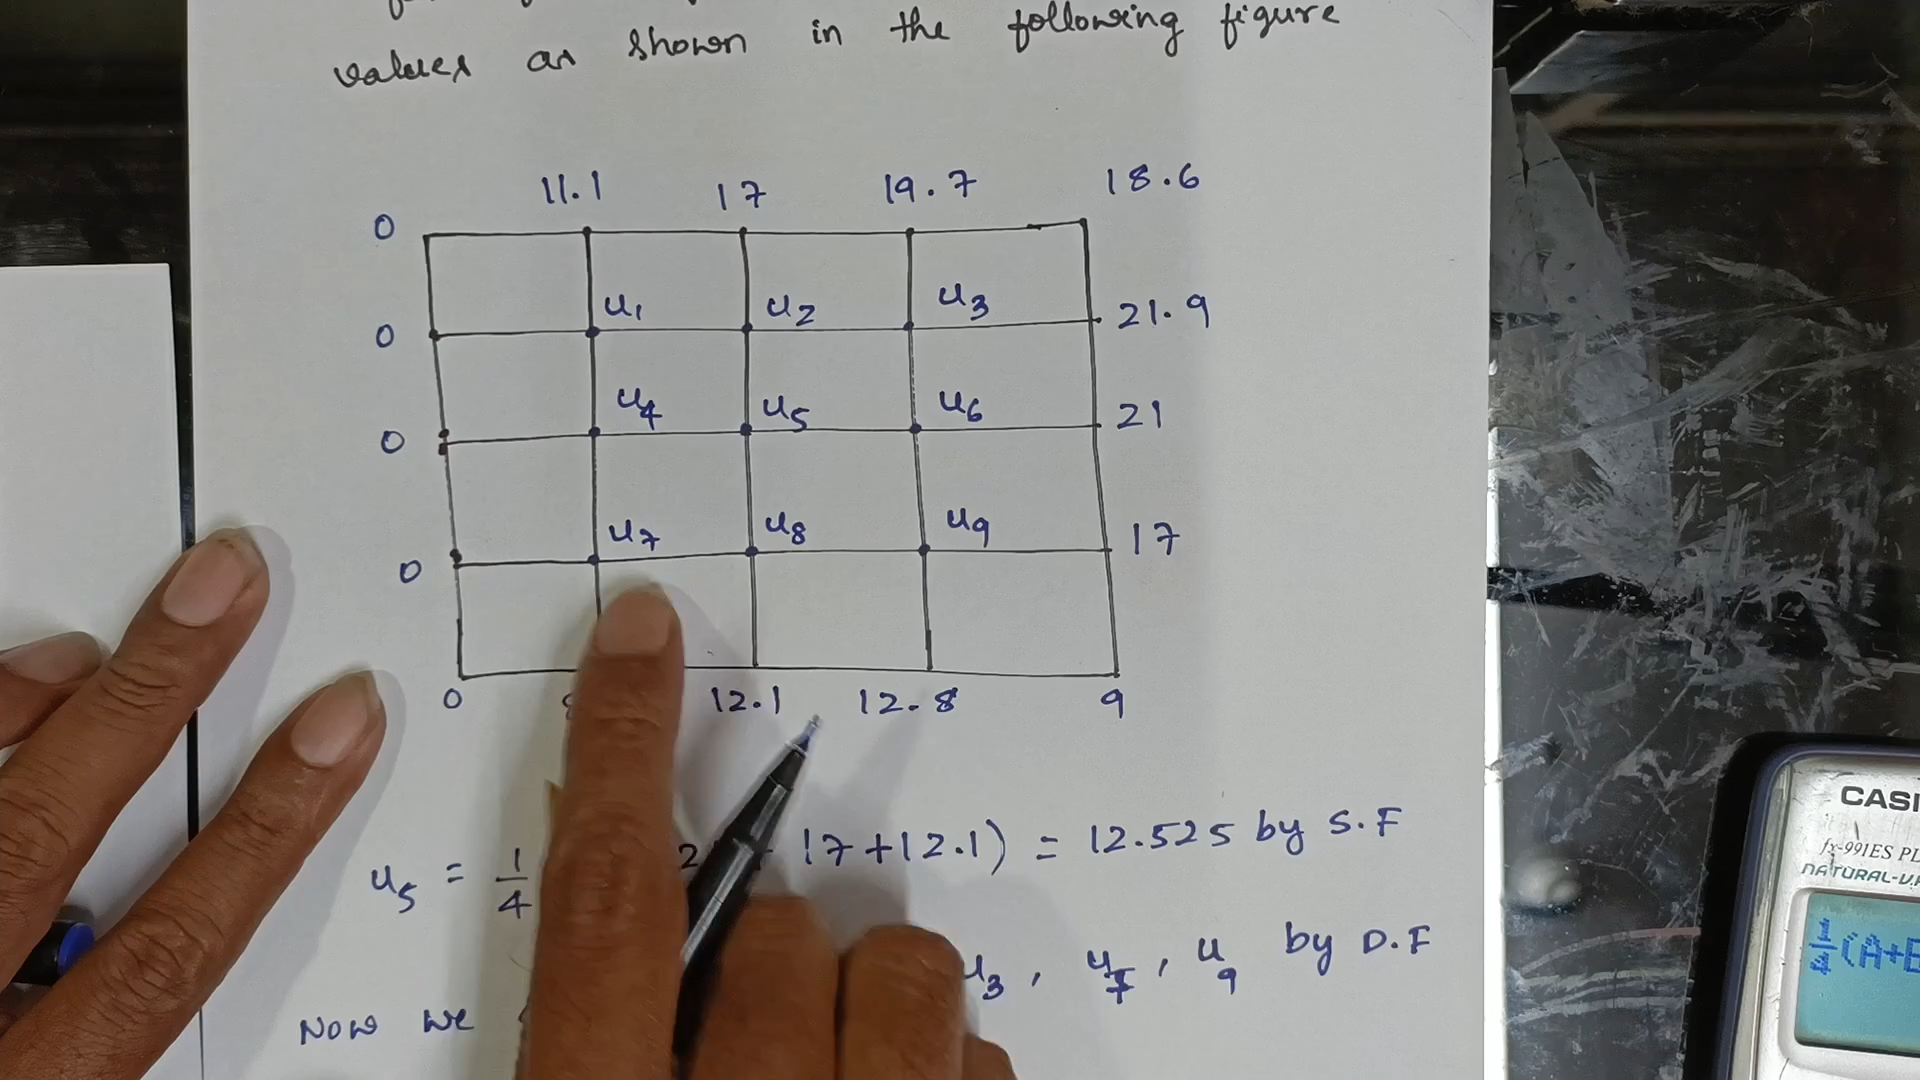 values as shown in the following figure
11.1 17 19.7 18.6
0
u₁ u₂ u₃
0 21.9
u₄ u₅ u₆
0 21
u₇ u₈ u₉
0 17
0 12.1 12.8 9
u₅ = 1/4 17+12.1) = 12.525 by S.F
Now we u₃, u₇, u₉ by D.F
CASI
fx-991ES PL
NATURAL-V.P
1/4(A+B